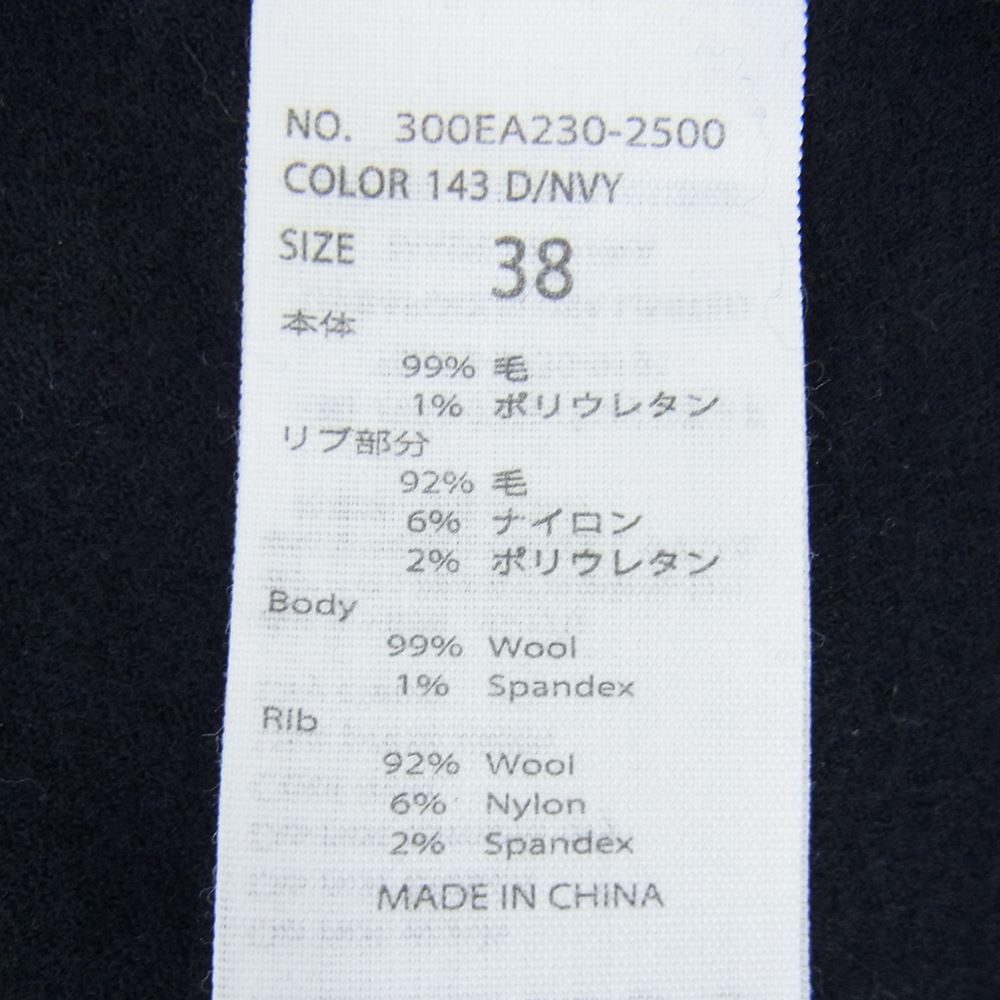 NO. 300EA230-2500
COLOR 143 D/NVY
SIZE 38
本体
99% 毛
1% ポリウレタン
リブ部分
92% 毛
6% ナイロン
2% ポリウレタン
Body
99% Wool
1% Spandex
Rib
92% Wool
6% Nylon
2% Spandex
MADE IN CHINA